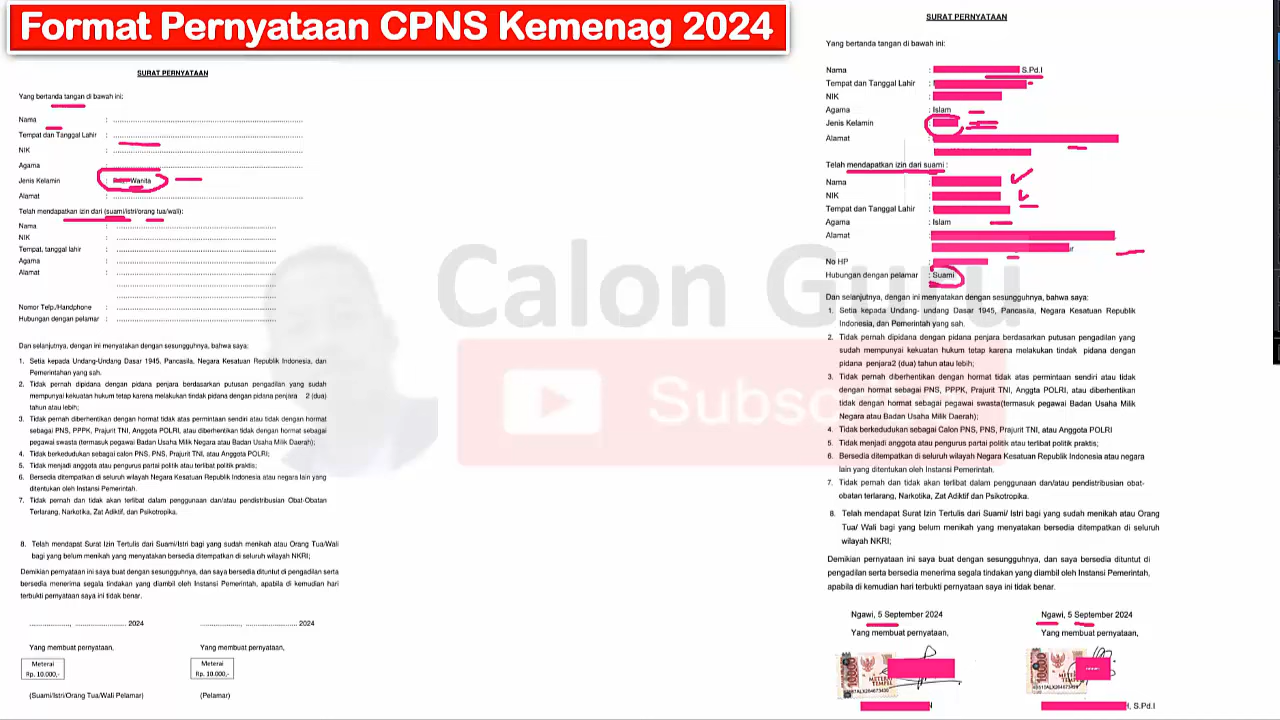 Format Pernyataan CPNS Kemenag 2024
SURAT PERNYATAAN
Yang bertanda tangan di bawah ini:
Nama : ................................................................
Tempat dan Tanggal Lahir : ................................................................
NIK : ................................................................
Agama : ................................................................
Jenis Kelamin : Wanita
Alamat : ................................................................
Telah mendapatkan izin dari (suami/istri/orang tua/wali):
Nama : ................................................................
NIK : ................................................................
Tempat, tanggal lahir : ................................................................
Agama : ................................................................
Alamat : ................................................................
................................................................
................................................................
Nomor Telp./Handphone : ................................................................
Hubungan dengan pelamar : ................................................................
Dan selanjutnya, dengan ini menyatakan dengan sesungguhnya, bahwa saya:
1. Setia kepada Undang-Undang Dasar 1945, Pancasila, Negara Kesatuan Republik Indonesia, dan
Pemerintahan yang sah.
2. Tidak pernah dipidana dengan pidana penjara berdasarkan putusan pengadilan yang sudah
mempunyai kekuatan hukum tetap karena melakukan tindak pidana dengan pidana penjara 2 (dua)
tahun atau lebih;
3. Tidak pernah diberhentikan dengan hormat tidak atas permintaan sendiri atau tidak dengan hormat
sebagai PNS, PPPK, Prajurit TNI, Anggota POLRI, atau diberhentikan tidak dengan hormat sebagai
pegawai swasta (termasuk pegawai Badan Usaha Milik Negara atau Badan Usaha Milik Daerah);
4. Tidak berkedudukan sebagai calon PNS, PNS, Prajurit TNI, atau Anggota POLRI;
5. Tidak menjadi anggota atau pengurus partai politik atau terlibat politik praktis;
6. Bersedia ditempatkan di seluruh wilayah Negara Kesatuan Republik Indonesia atau negara lain yang
ditentukan oleh Instansi Pemerintah.
7. Tidak pernah dan tidak akan terlibat dalam penggunaan dan/atau pendistribusian Obat-Obatan
Terlarang, Narkotika, Zat Adiktif, dan Psikotropika.
8. Telah mendapat Surat Izin Tertulis dari Suami/Istri bagi yang sudah menikah atau Orang Tua/Wali
bagi yang belum menikah yang menyatakan bersedia ditempatkan di seluruh wilayah NKRI;
Demikian pernyataan ini saya buat dengan sesungguhnya, dan saya bersedia dituntut di pengadilan serta
bersedia menerima segala tindakan yang diambil oleh Instansi Pemerintah, apabila di kemudian hari
terbukti pernyataan saya ini tidak benar.
...................., ......................... 2024 ...................., ......................... 2024
Yang membuat pernyataan, Yang membuat pernyataan,
Meterai Meterai
Rp. 10.000,- Rp. 10.000,-
(Suami/Istri/Orang Tua/Wali Pelamar) (Pelamar)
SURAT PERNYATAAN
Yang bertanda tangan di bawah ini:
Nama : S.Pd.I
Tempat dan Tanggal Lahir :
NIK :
Agama : Islam
Jenis Kelamin :
Alamat :
Telah mendapatkan izin dari suami :
Nama :
NIK :
Tempat dan Tanggal Lahir :
Agama : Islam
Alamat :
No HP :
Hubungan dengan pelamar : Suami
Dan selanjutnya, dengan ini menyatakan dengan sesungguhnya, bahwa saya:
1. Setia kepada Undang- undang Dasar 1945, Pancasila, Negara Kesatuan Republik
Indonesia, dan Pemerintah yang sah.
2. Tidak pernah dipidana dengan pidana penjara berdasarkan putusan pengadilan yang
sudah mempunyai kekuatan hukum tetap karena melakukan tindak pidana dengan
pidana penjara2 (dua) tahun atau lebih;
3. Tidak pernah diberhentikan dengan hormat tidak atas permintaan sendiri atau tidak
dengan hormat sebagai PNS, PPPK, Prajurit TNI, Anggta POLRI, atau diberhentikan
tidak dengan hormat sebagai pegawai swasta(termasuk pegawai Badan Usaha Milik
Negara atau Badan Usaha Milik Daerah);
4. Tidak berkedudukan sebagai Calon PNS, PNS, Prajurit TNI, atau Anggota POLRI
5. Tidak menjadi anggota atau pengurus partai politik atau terlibat politik praktis;
6. Bersedia ditempatkan di seluruh wilayah Negara Kesatuan Republik Indonesia atau negara
lain yang ditentukan oleh Instansi Pemerintah.
7. Tidak pernah dan tidak akan terlibat dalam penggunaan dan/atau pendistribusian obat-
obatan terlarang, Narkotika, Zat Adiktif dan Psikotropika.
8. Telah mendapat Surat Izin Tertulis dari Suami/ Istri bagi yang sudah menikah atau Orang
Tua/ Wali bagi yang belum menikah yang menyatakan bersedia ditempatkan di seluruh
wilayah NKRI;
Demikian pernyataan ini saya buat dengan sesungguhnya, dan saya bersedia dituntut di
pengadilan serta bersedia menerima segala tindakan yang diambil oleh Instansi Pemerintah,
apabila di kemudian hari terbukti pernyataan saya ini tidak benar.
Ngawi, 5 September 2024 Ngawi, 5 September 2024
Yang membuat pernyataan, Yang membuat pernyataan,
10000 METERAI TEMPEL 10000
, S.Pd.I
Calon Guru